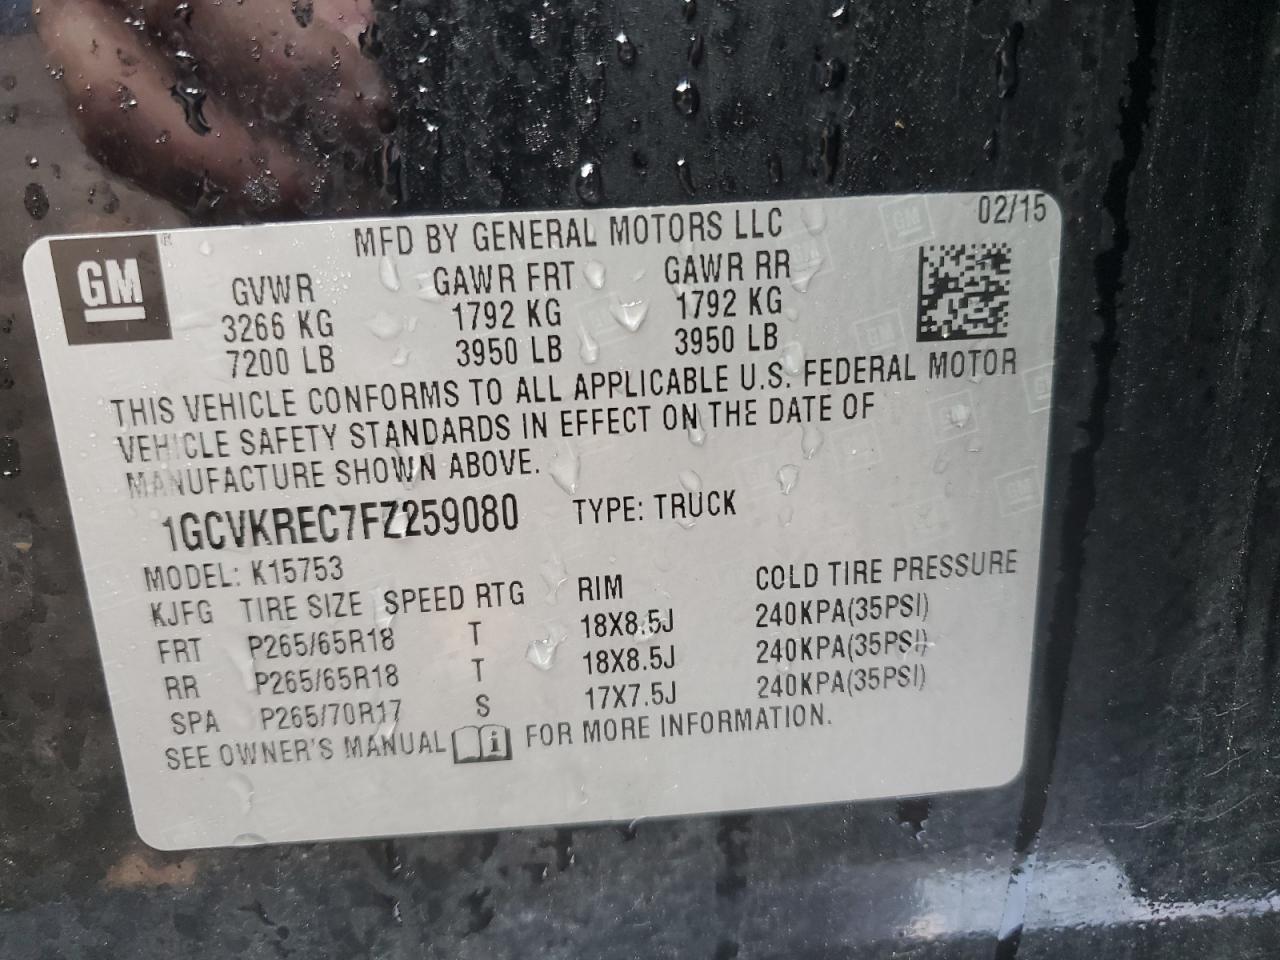 02/15
GM
MFD BY GENERAL MOTORS LLC
GVWR GAWR FRT GAWR RR
3266 KG 1792 KG 1792 KG
7200 LB 3950 LB 3950 LB
THIS VEHICLE CONFORMS TO ALL APPLICABLE U.S. FEDERAL MOTOR
VEHICLE SAFETY STANDARDS IN EFFECT ON THE DATE OF
MANUFACTURE SHOWN ABOVE.
1GCVKREC7FZ259080 TYPE: TRUCK
MODEL: K15753
KJFG TIRE SIZE SPEED RTG RIM COLD TIRE PRESSURE
FRT P265/65R18 T 18X8.5J 240KPA(35PSI)
RR P265/65R18 T 18X8.5J 240KPA(35PSI)
SPA P265/70R17 S 17X7.5J 240KPA(35PSI)
SEE OWNER'S MANUAL i FOR MORE INFORMATION.